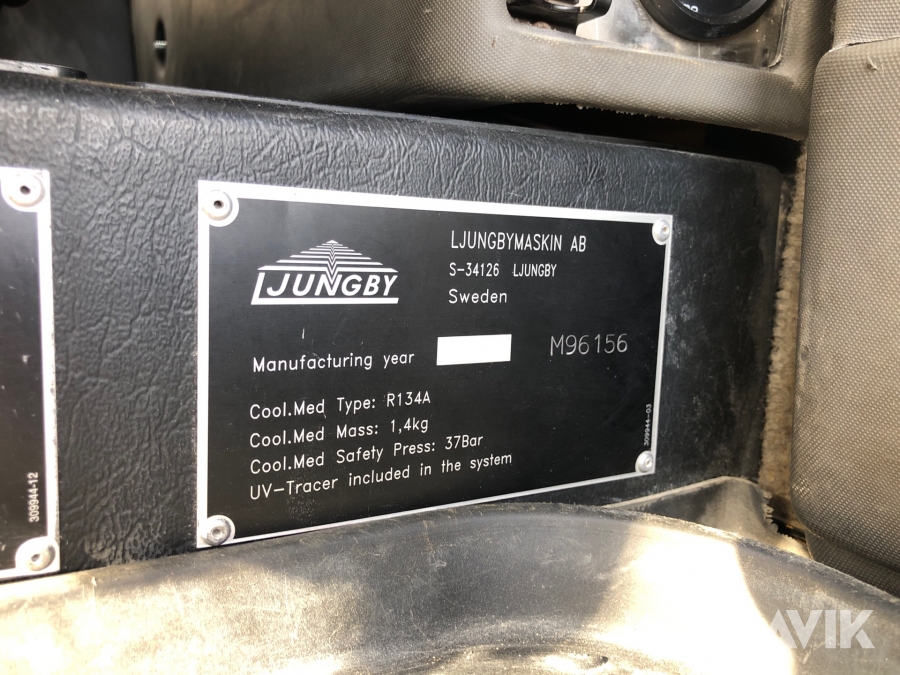 LJUNGBY
LJUNGBYMASKIN AB
S-34126 LJUNGBY
Sweden
Manufacturing year
M96156
Cool.Med Type: R134A
Cool.Med Mass: 1,4kg
Cool.Med Safety Press: 37Bar
UV-Tracer included in the system
309944-03
309944-12
AVIK